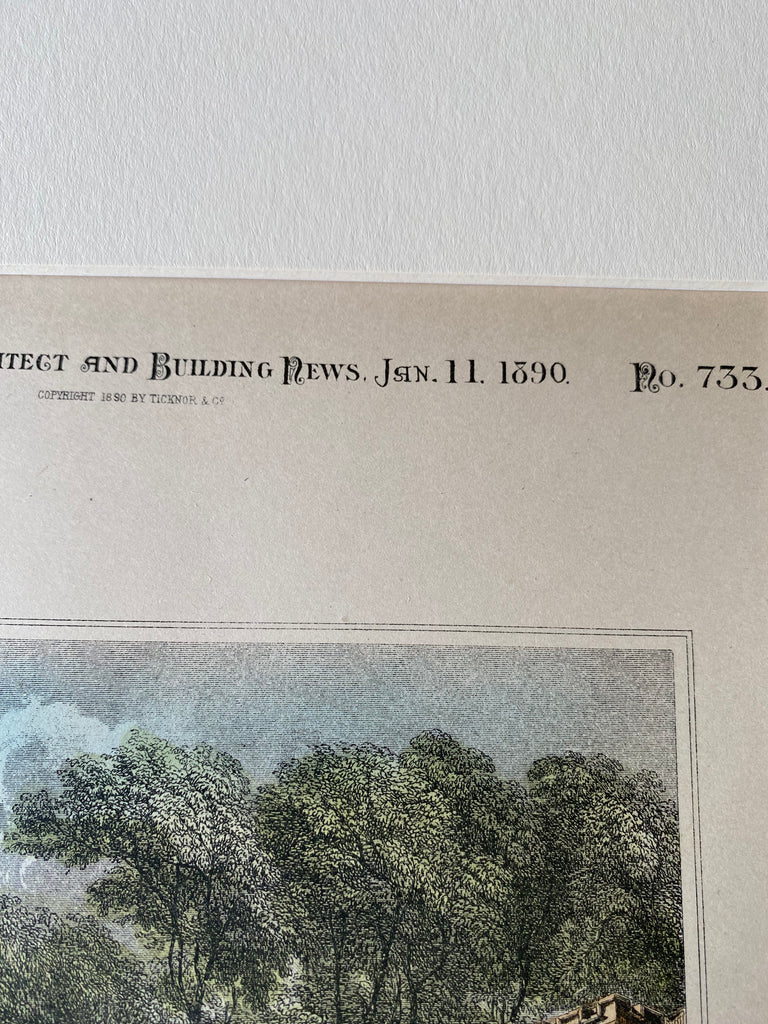 ITECT AND BUILDING NEWS, JAN. 11. 1890. No. 733.
COPYRIGHT 1890 BY TICKNOR & Co